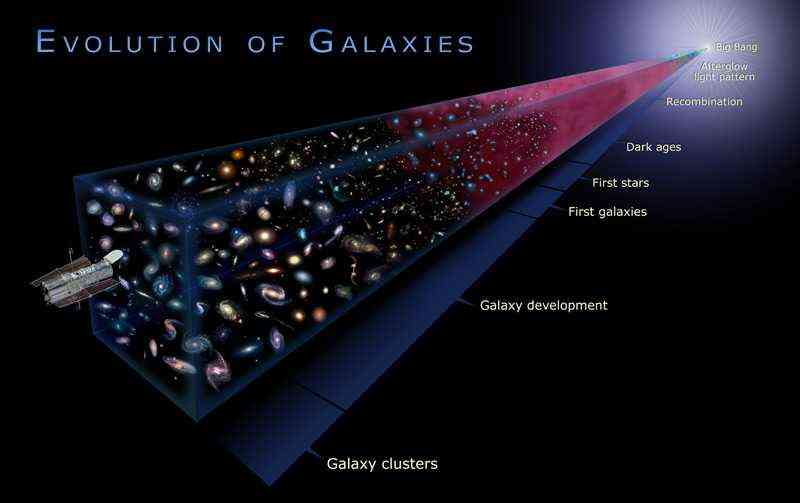 EVOLUTION OF GALAXIES
Big Bang
Afterglow
light pattern
Recombination
Dark ages
First stars
First galaxies
Galaxy development
Galaxy clusters